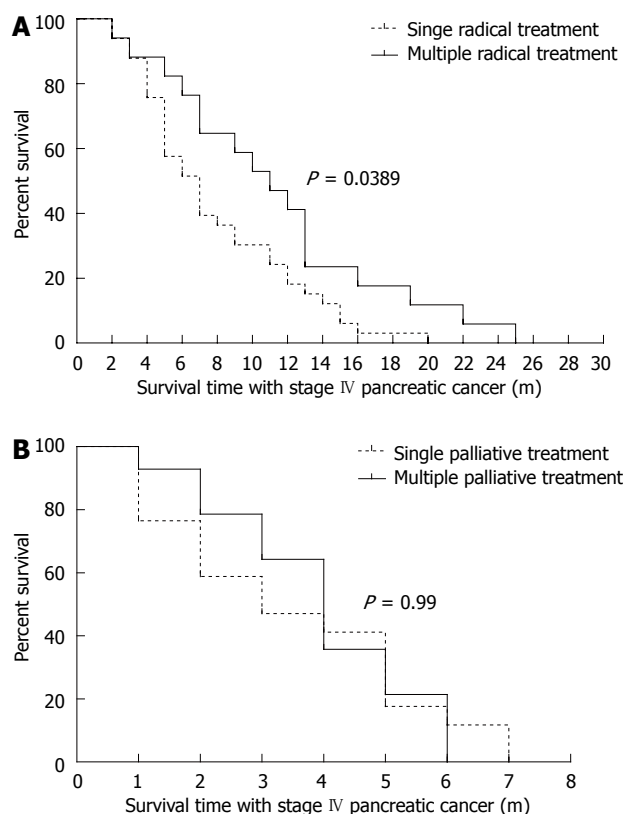 A
Singe radical treatment
Multiple radical treatment
P = 0.0389
Percent survival
100
80
60
40
20
0
0 2 4 6 8 10 12 14 16 18 20 22 24 26 28 30
Survival time with stage Ⅳ pancreatic cancer (m)
B
Single palliative treatment
Multiple palliative treatment
P = 0.99
Percent survival
100
80
60
40
20
0
0 1 2 3 4 5 6 7 8
Survival time with stage Ⅳ pancreatic cancer (m)